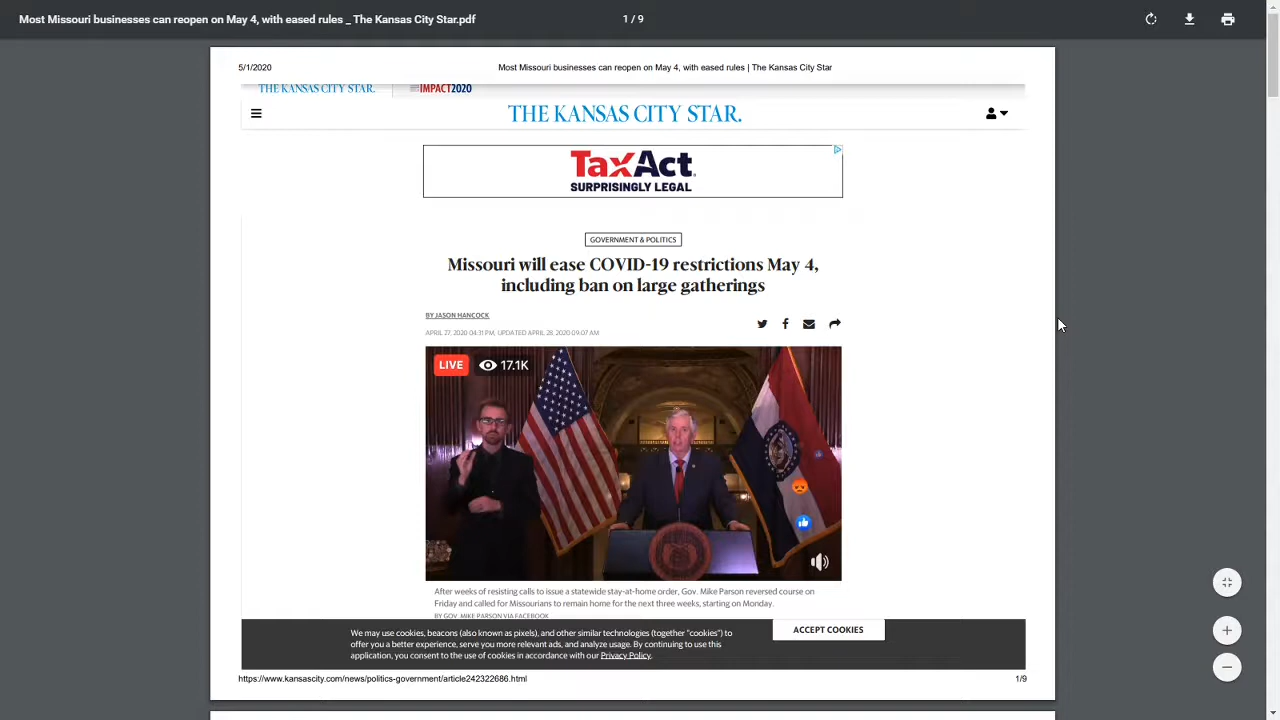 Most Missouri businesses can reopen on May 4, with eased rules _ The Kansas City Star.pdf
1 / 9
5/1/2020
Most Missouri businesses can reopen on May 4, with eased rules | The Kansas City Star
THE KANSAS CITY STAR.
IMPACT2020
THE KANSAS CITY STAR.
TaxAct
SURPRISINGLY LEGAL
GOVERNMENT & POLITICS
Missouri will ease COVID-19 restrictions May 4,
including ban on large gatherings
BY JASON HANCOCK
APRIL 27, 2020 04:31 PM, UPDATED APRIL 28, 2020 09:07 AM
LIVE
17.1K
After weeks of resisting calls to issue a statewide stay-at-home order, Gov. Mike Parson reversed course on
Friday and called for Missourians to remain home for the next three weeks, starting on Monday.
BY GOV. MIKE PARSON VIA FACEBOOK
We may use cookies, beacons (also known as pixels), and other similar technologies (together "cookies") to
offer you a better experience, serve you more relevant ads, and analyze usage. By continuing to use this
application, you consent to the use of cookies in accordance with our Privacy Policy.
ACCEPT COOKIES
https://www.kansascity.com/news/politics-government/article242322686.html
1/9